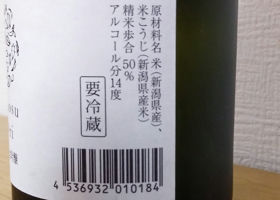 原材料名 米(新潟県産)、
米こうじ(新潟県産米)
精米歩合 50%
アルコール分14度
要冷蔵
4 536932 010184